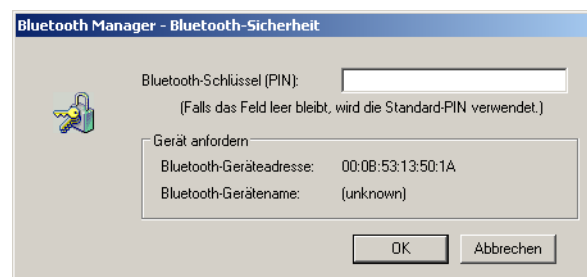 Bluetooth Manager - Bluetooth-Sicherheit
Bluetooth-Schlüssel (PIN):
(Falls das Feld leer bleibt, wird die Standard-PIN verwendet.)
Gerät anfordern
Bluetooth-Geräteadresse: 00:0B:53:13:50:1A
Bluetooth-Gerätename: (unknown)
OK Abbrechen